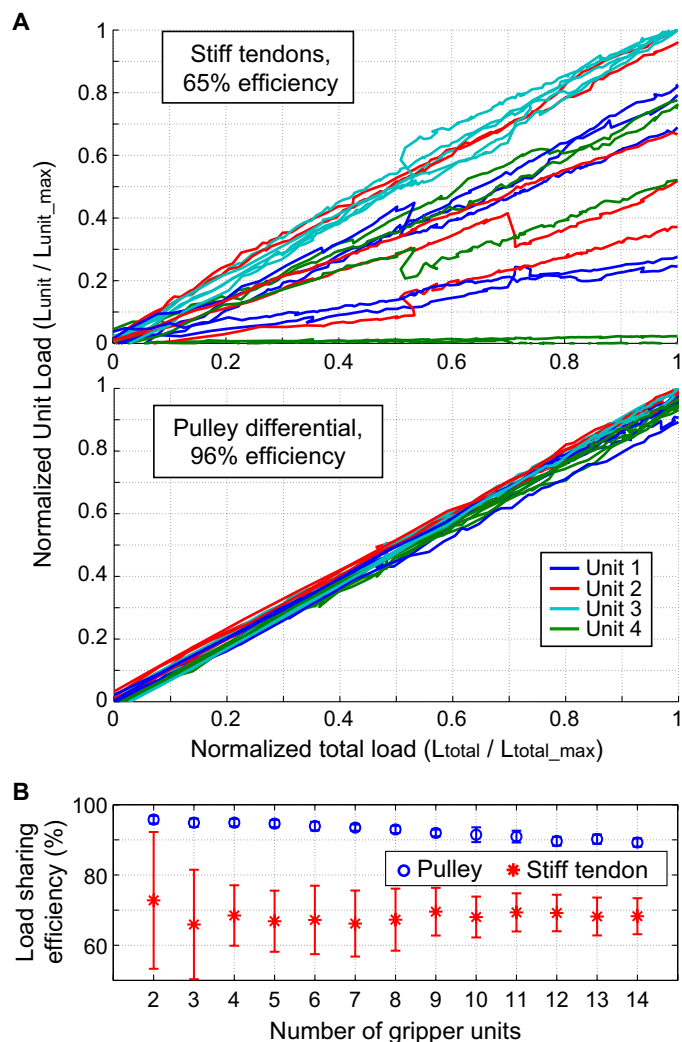 A
Stiff tendons,
65% efficiency
Normalized Unit Load (Lunit / Lunit_max)
1
0.8
0.6
0.4
0.2
0
0 0.2 0.4 0.6 0.8 1
Pulley differential,
96% efficiency
1
0.8
0.6
0.4
0.2
0
Unit 1
Unit 2
Unit 3
Unit 4
0 0.2 0.4 0.6 0.8 1
Normalized total load (Ltotal / Ltotal_max)
B
Load sharing
efficiency (%)
100
80
60
Pulley Stiff tendon
2 3 4 5 6 7 8 9 10 11 12 13 14
Number of gripper units